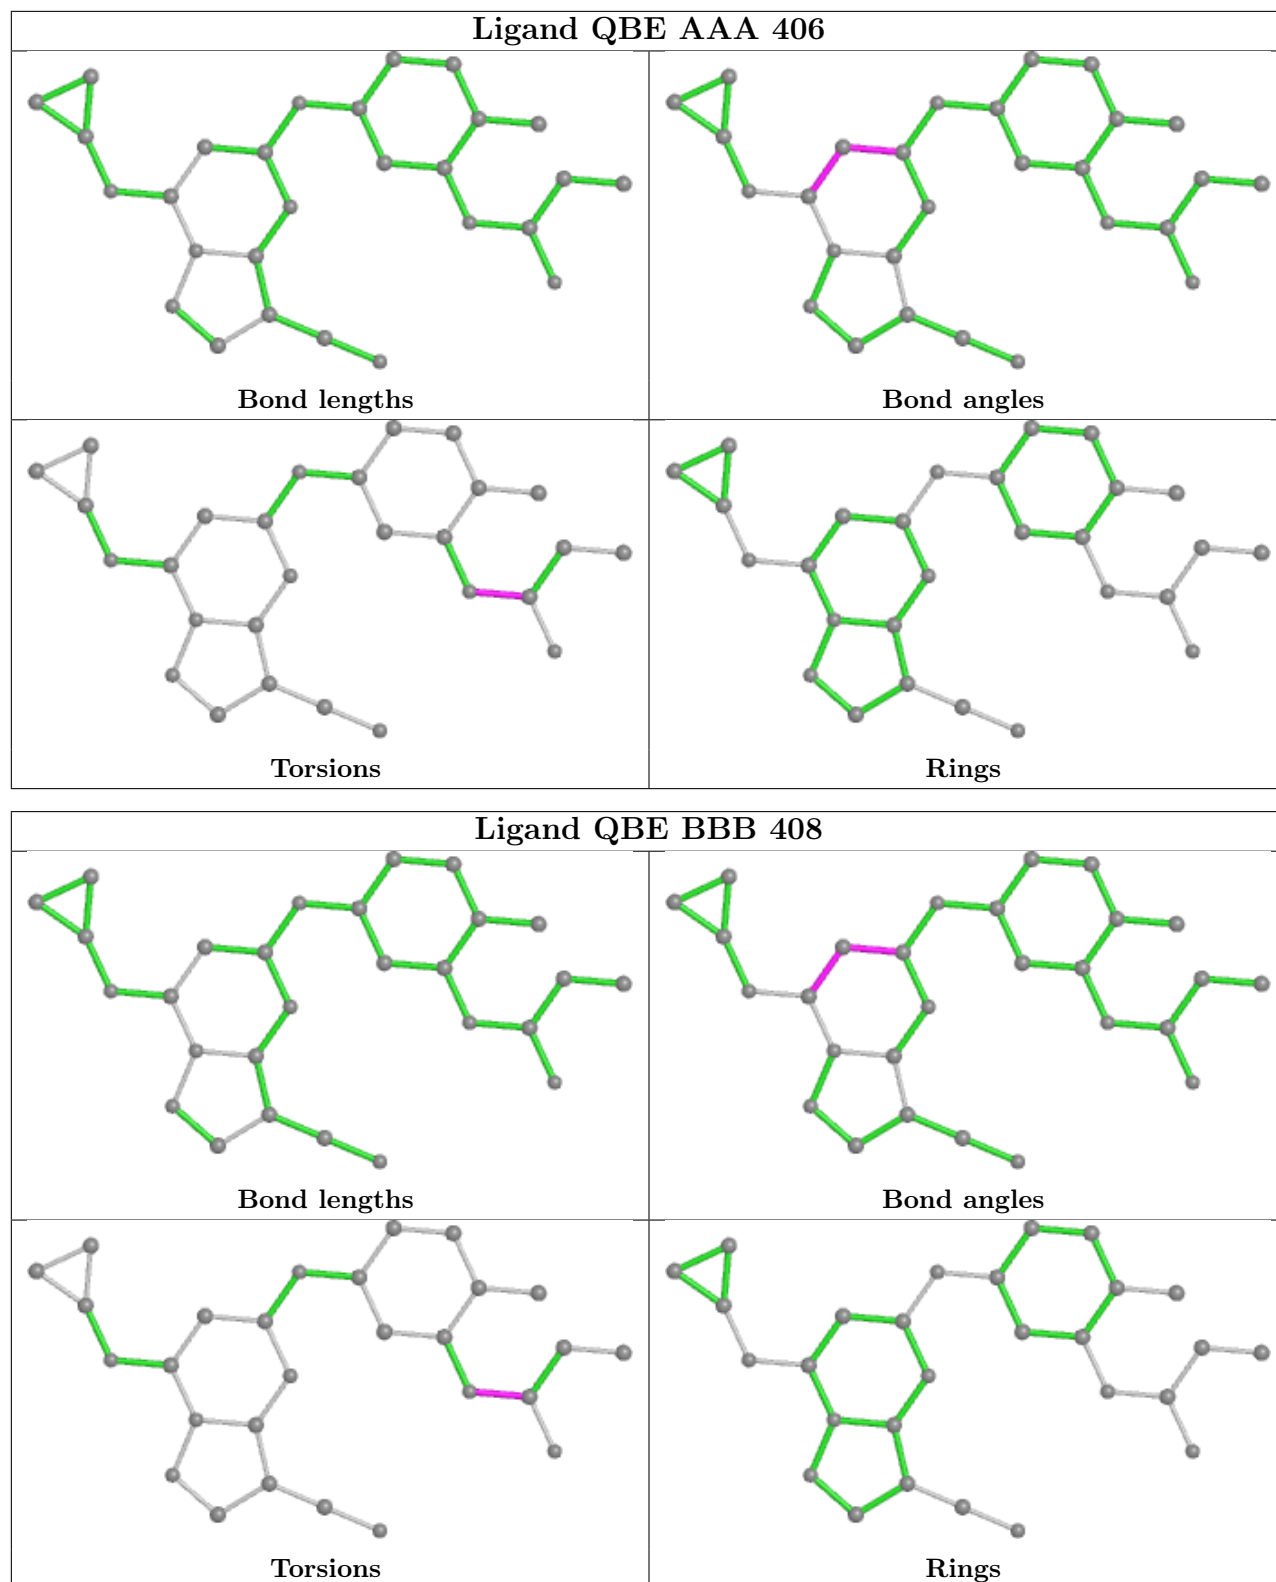 Ligand QBE AAA 406
Bond lengths
Bond angles
Torsions
Rings
Ligand QBE BBB 408
Bond lengths
Bond angles
Torsions
Rings